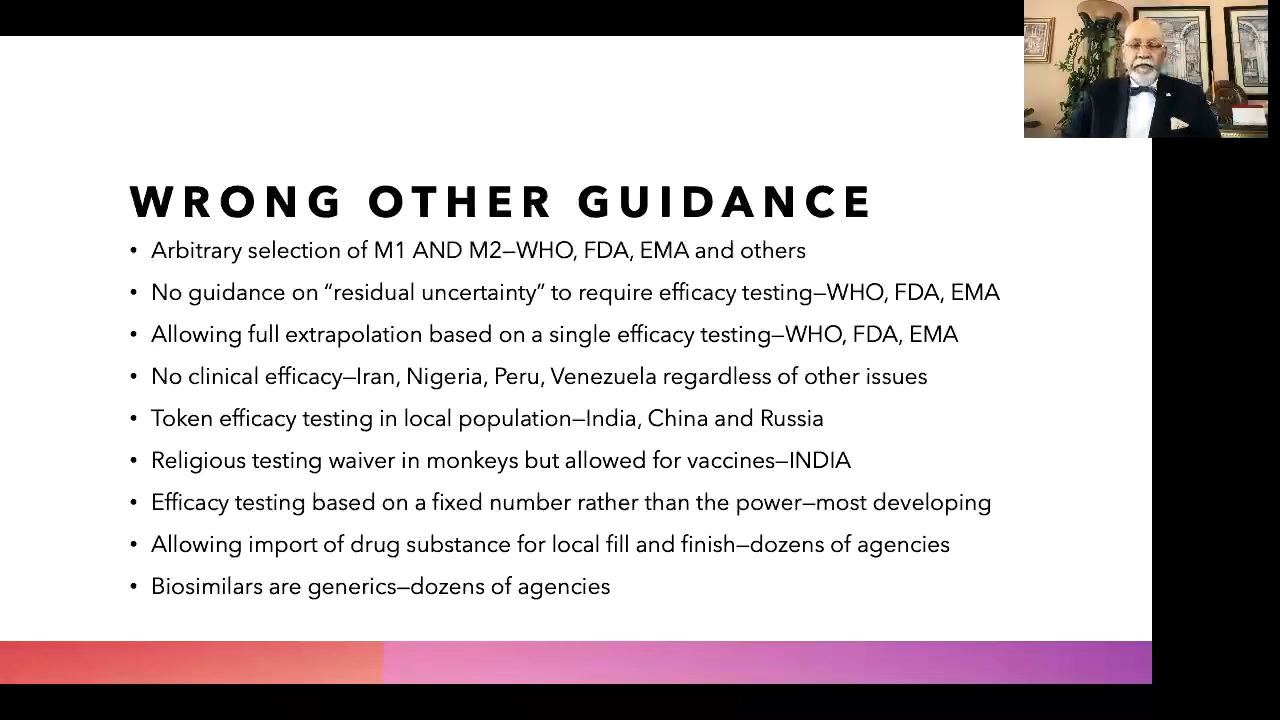 WRONG OTHER GUIDANCE
• Arbitrary selection of M1 AND M2—WHO, FDA, EMA and others
• No guidance on “residual uncertainty” to require efficacy testing—WHO, FDA, EMA
• Allowing full extrapolation based on a single efficacy testing—WHO, FDA, EMA
• No clinical efficacy—Iran, Nigeria, Peru, Venezuela regardless of other issues
• Token efficacy testing in local population—India, China and Russia
• Religious testing waiver in monkeys but allowed for vaccines—INDIA
• Efficacy testing based on a fixed number rather than the power—most developing
• Allowing import of drug substance for local fill and finish—dozens of agencies
• Biosimilars are generics—dozens of agencies